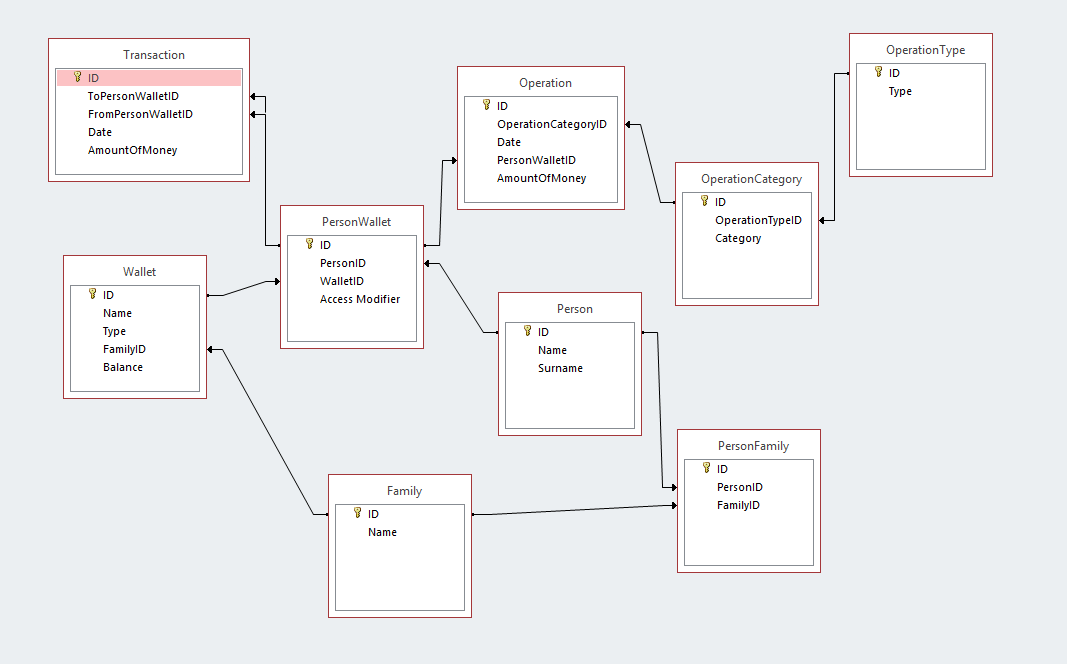 Transaction
ID
ToPersonWalletID
FromPersonWalletID
Date
AmountOfMoney
Operation
ID
OperationCategoryID
Date
PersonWalletID
AmountOfMoney
OperationType
ID
Type
OperationCategory
ID
OperationTypeID
Category
PersonWallet
ID
PersonID
WalletID
Access Modifier
Wallet
ID
Name
Type
FamilyID
Balance
Person
ID
Name
Surname
PersonFamily
ID
PersonID
FamilyID
Family
ID
Name